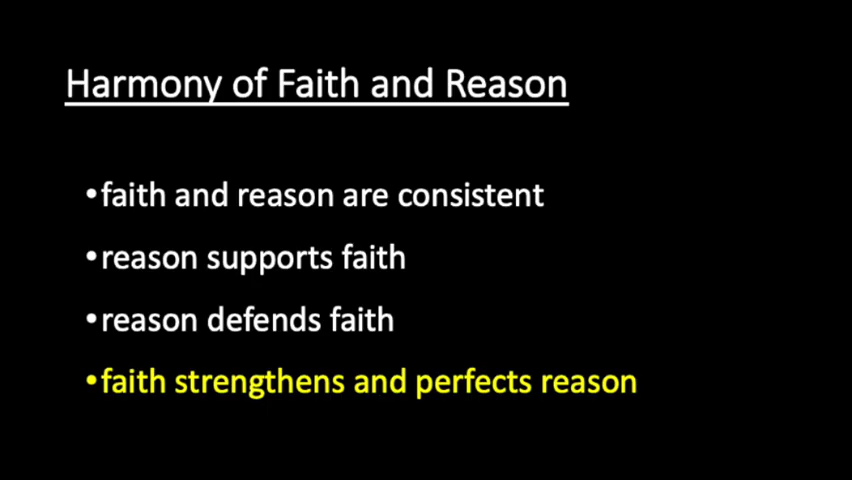 Harmony of Faith and Reason
•faith and reason are consistent
•reason supports faith
•reason defends faith
•faith strengthens and perfects reason